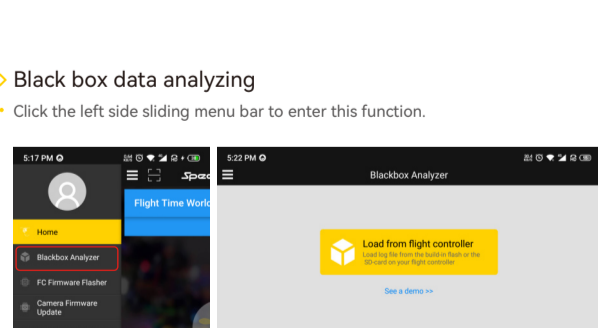 Black box data analyzing
Click the left side sliding menu bar to enter this function.
5:17 PM
Spee
Flight Time World
Home
Blackbox Analyzer
FC Firmware Flasher
Camera Firmware
Update
5:22 PM
Blackbox Analyzer
Load from flight controller
Load log file from the build-in flash or the
SD-card on your flight controller
See a demo >>